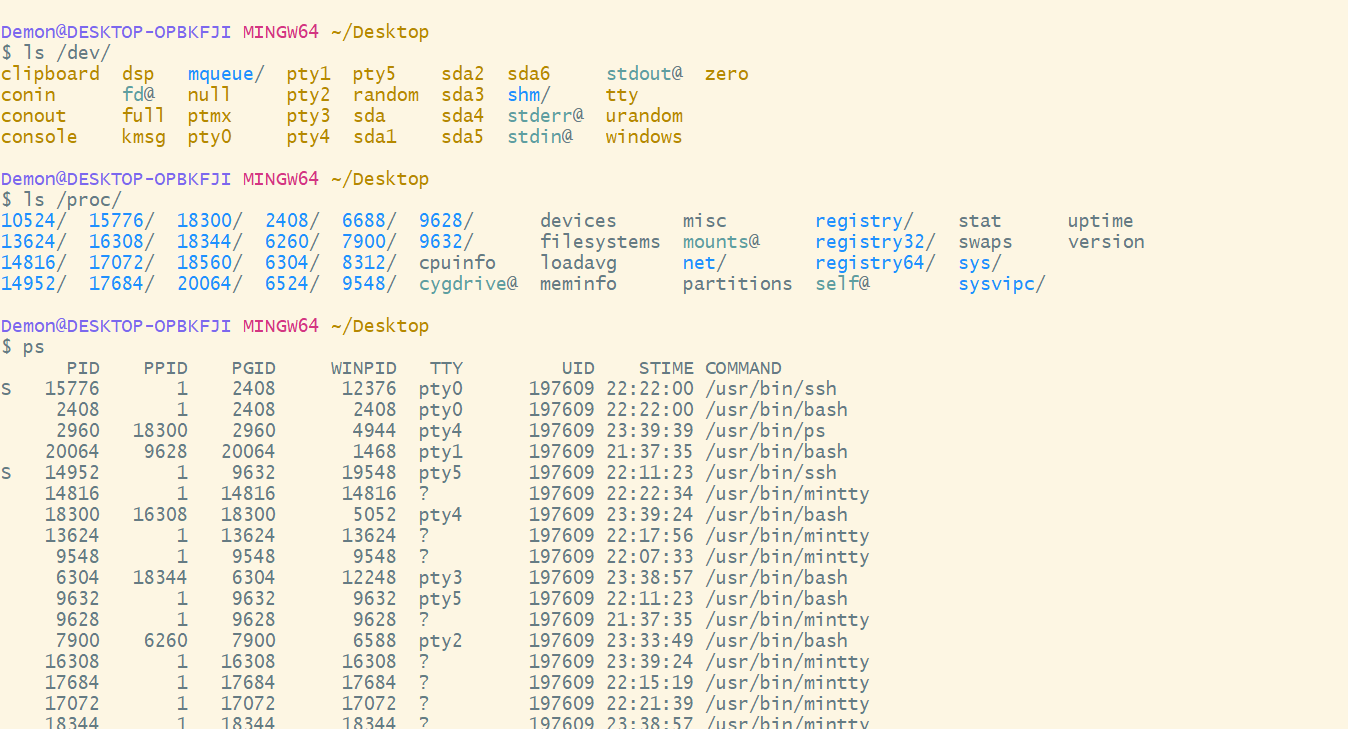 Demon@DESKTOP-OPBKFJI MINGW64 ~/Desktop
$ ls /dev/
clipboard  dsp   mqueue/  pty1  pty5    sda2  sda6     stdout@  zero
conin      fd@   null     pty2  random  sda3  shm/     tty
conout     full  ptmx     pty3  sda     sda4  stderr@  urandom
console    kmsg  pty0     pty4  sda1    sda5  stdin@   windows
Demon@DESKTOP-OPBKFJI MINGW64 ~/Desktop
$ ls /proc/
10524/  15776/  18300/  2408/  6688/  9628/      devices      misc        registry/    stat      uptime
13624/  16308/  18344/  6260/  7900/  9632/      filesystems  mounts@     registry32/  swaps     version
14816/  17072/  18560/  6304/  8312/  cpuinfo    loadavg      net/        registry64/  sys/
14952/  17684/  20064/  6524/  9548/  cygdrive@  meminfo      partitions  self@        sysvipc/
Demon@DESKTOP-OPBKFJI MINGW64 ~/Desktop
$ ps
      PID    PPID    PGID     WINPID   TTY         UID    STIME COMMAND
S   15776       1    2408      12376  pty0      197609 22:22:00 /usr/bin/ssh
     2408       1    2408       2408  pty0      197609 22:22:00 /usr/bin/bash
     2960   18300    2960       4944  pty4      197609 23:39:39 /usr/bin/ps
    20064    9628   20064       1468  pty1      197609 21:37:35 /usr/bin/bash
S   14952       1    9632      19548  pty5      197609 22:11:23 /usr/bin/ssh
    14816       1   14816      14816  ?         197609 22:22:34 /usr/bin/mintty
    18300   16308   18300       5052  pty4      197609 23:39:24 /usr/bin/bash
    13624       1   13624      13624  ?         197609 22:17:56 /usr/bin/mintty
     9548       1    9548       9548  ?         197609 22:07:33 /usr/bin/mintty
     6304   18344    6304      12248  pty3      197609 23:38:57 /usr/bin/bash
     9632       1    9632       9632  pty5      197609 22:11:23 /usr/bin/bash
     9628       1    9628       9628  ?         197609 21:37:35 /usr/bin/mintty
     7900    6260    7900       6588  pty2      197609 23:33:49 /usr/bin/bash
    16308       1   16308      16308  ?         197609 23:39:24 /usr/bin/mintty
    17684       1   17684      17684  ?         197609 22:15:19 /usr/bin/mintty
    17072       1   17072      17072  ?         197609 22:21:39 /usr/bin/mintty
    18344       1   18344      18344  ?         197609 23:38:57 /usr/bin/mintty